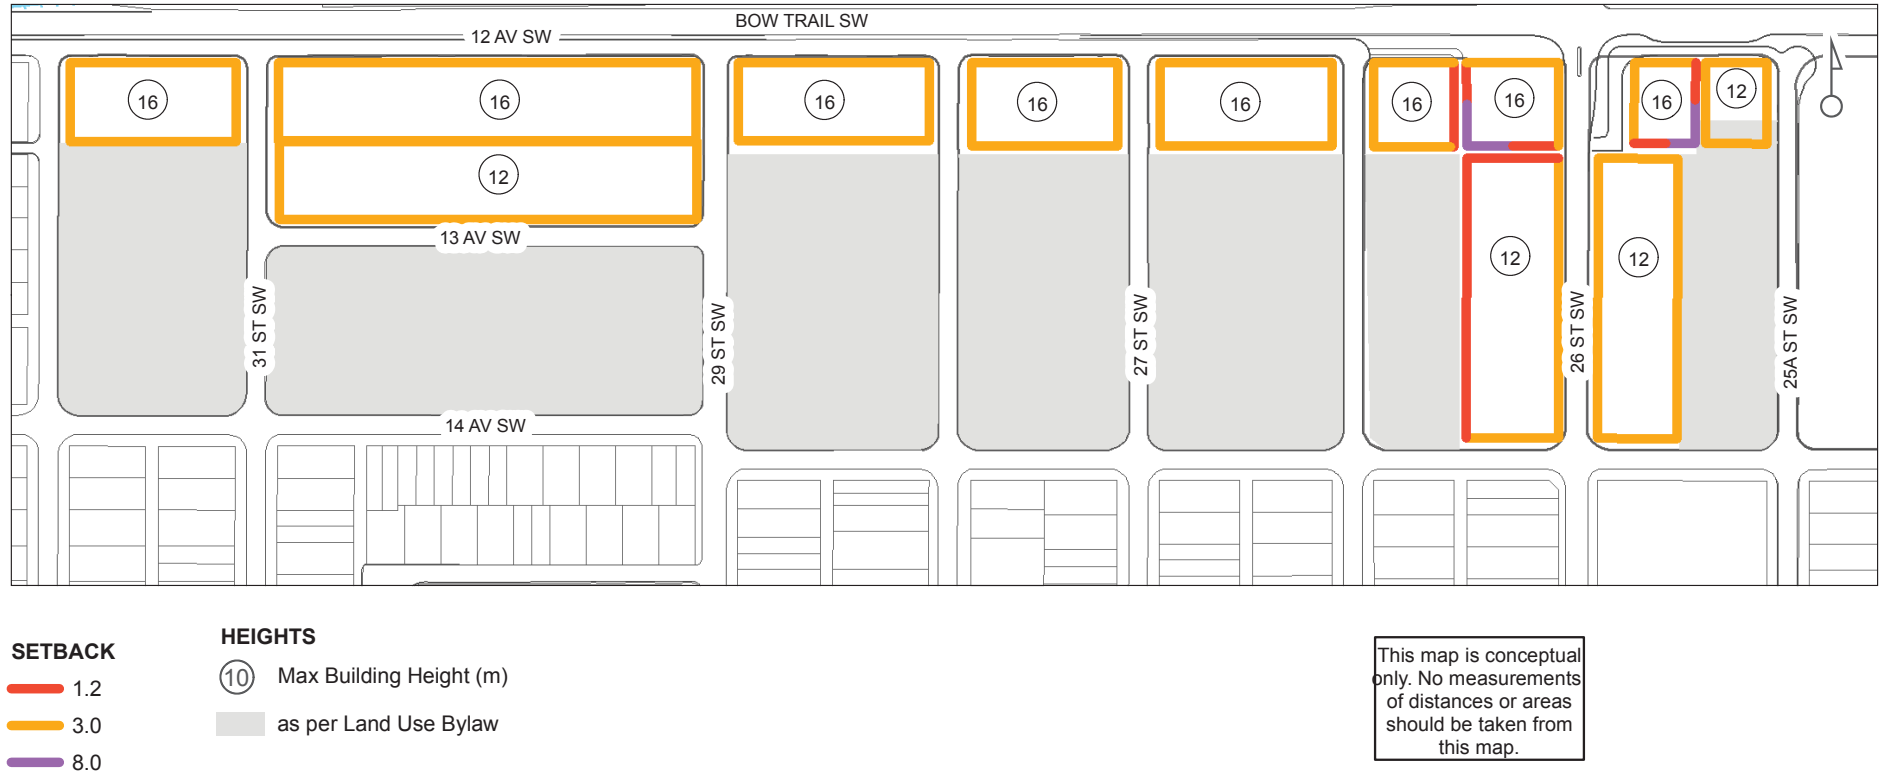 BOW TRAIL SW
12 AV SW
16
16
16
16
16
16
16
16
12
12
13 AV SW
12
12
31 ST SW
29 ST SW
27 ST SW
26 ST SW
25A ST SW
14 AV SW
SETBACK
1.2
3.0
8.0
HEIGHTS
10 Max Building Height (m)
as per Land Use Bylaw
This map is conceptual
only. No measurements
of distances or areas
should be taken from
this map.